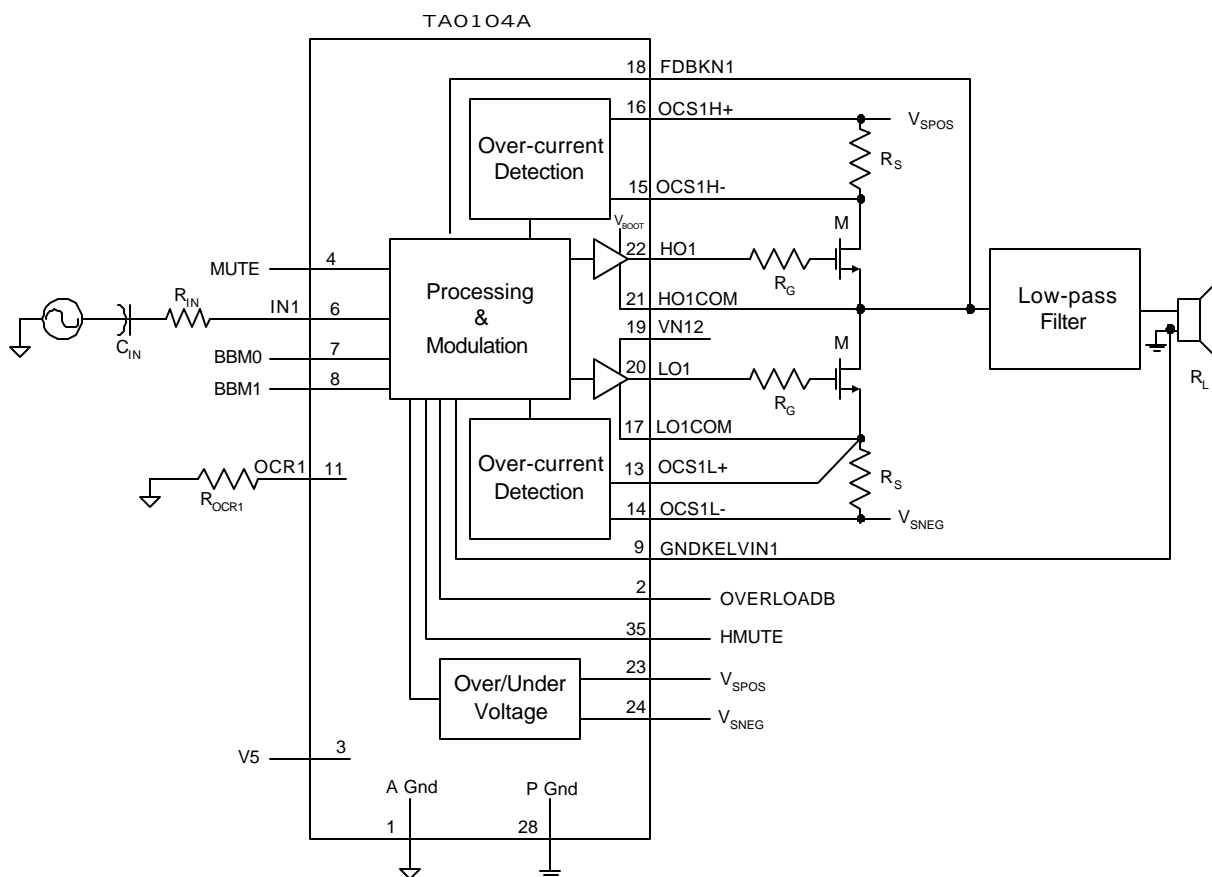 TA0104A
18 FDBKN1
16 OCS1H+
VSPOS
Over-current
Detection
RS
15 OCS1H-
VBOOT
M
22 HO1
RG
MUTE 4
Processing
&
Modulation
21 HO1COM
Low-pass
Filter
RIN
IN1 6
CIN
19 VN12
BBM0 7
M
20 LO1
RG
BBM1 8
RL
17 LO1COM
Over-current
Detection
13 OCS1L+
RS
OCR1 11
ROCR1
14 OCS1L-
VSNEG
9 GNDKELVIN1
2 OVERLOADB
35 HMUTE
Over/Under
Voltage
23 VSPOS
24 VSNEG
V5 3
A Gnd
P Gnd
1
28